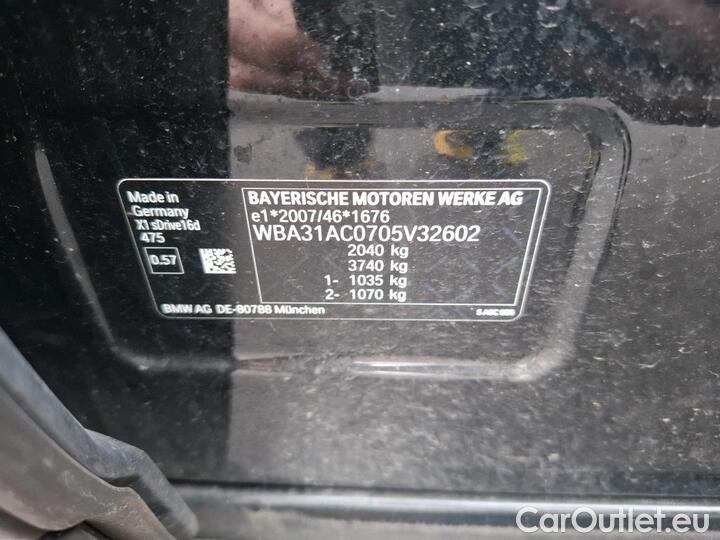 Made in
Germany
X1 sDrive16d
475
0.57
BAYERISCHE MOTOREN WERKE AG
e1*2007/46*1676
WBA31AC0705V32602
2040 kg
3740 kg
1- 1035 kg
2- 1070 kg
BMW AG DE-80788 München
CarOutlet.eu